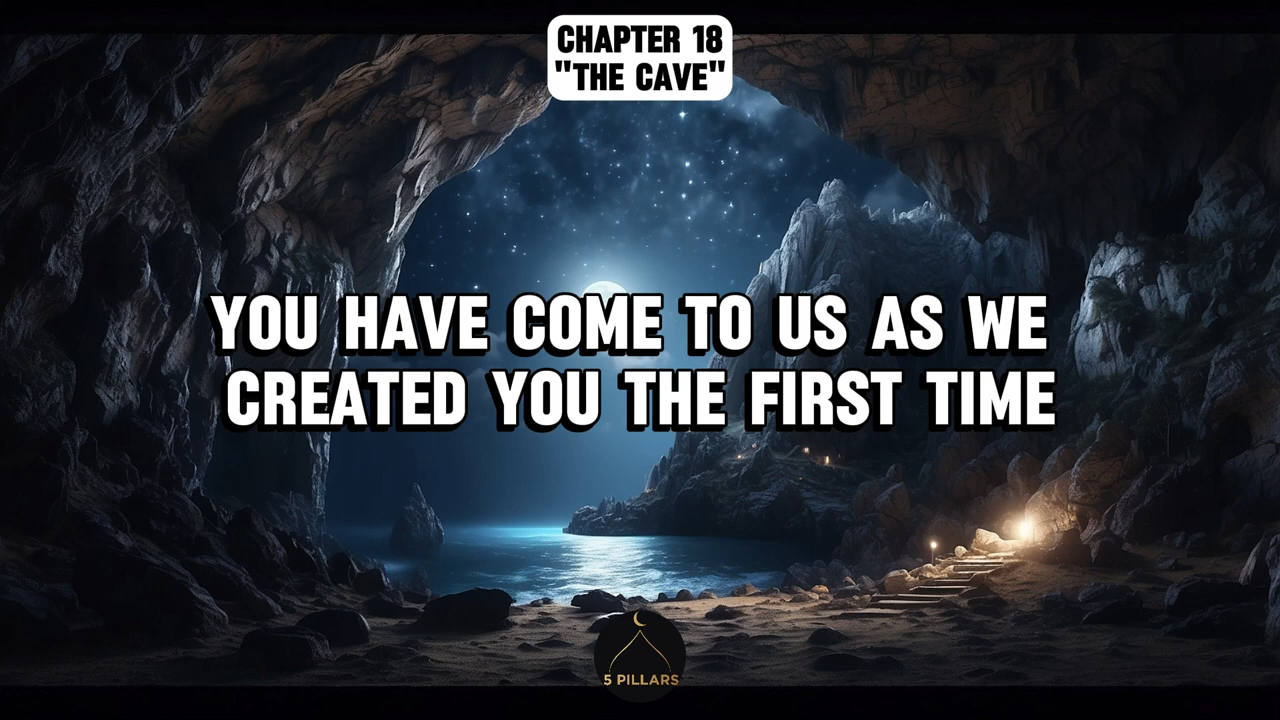 CHAPTER 18
"THE CAVE"
YOU HAVE COME TO US AS WE
CREATED YOU THE FIRST TIME
5 PILLARS